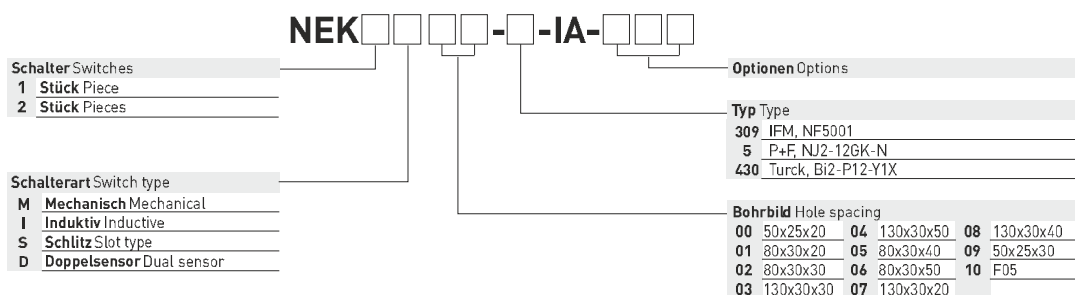 NEK□□ □□-□-IA-□□□
Schalter Switches
1 Stück Piece
2 Stück Pieces
Schalterart Switch type
M Mechanisch Mechanical
I Induktiv Inductive
S Schlitz Slot type
D Doppelsensor Dual sensor
Optionen Options
Typ Type
309 IFM, NF5001
5 P+F, NJ2-12GK-N
430 Turck, Bi2-P12-Y1X
Bohrbild Hole spacing
00 50x25x20 04 130x30x50 08 130x30x40
01 80x30x20 05 80x30x40 09 50x25x30
02 80x30x30 06 80x30x50 10 F05
03 130x30x30 07 130x30x20